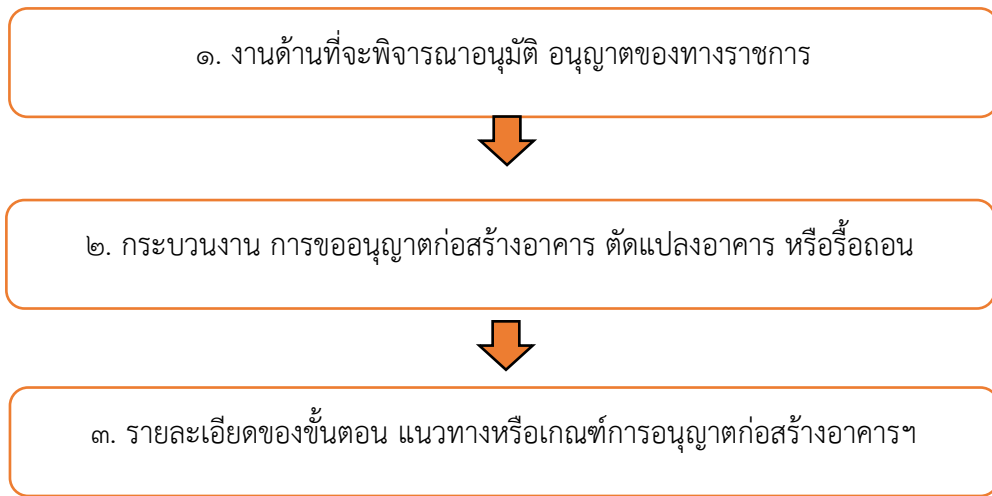 ๑. งานด้านที่จะพิจารณาอนุมัติ อนุญาตของทางราชการ
๒. กระบวนงาน การขออนุญาตก่อสร้างอาคาร ตัดแปลงอาคาร หรือรื้อถอน
๓. รายละเอียดของขั้นตอน แนวทางหรือเกณฑ์การอนุญาตก่อสร้างอาคารฯ